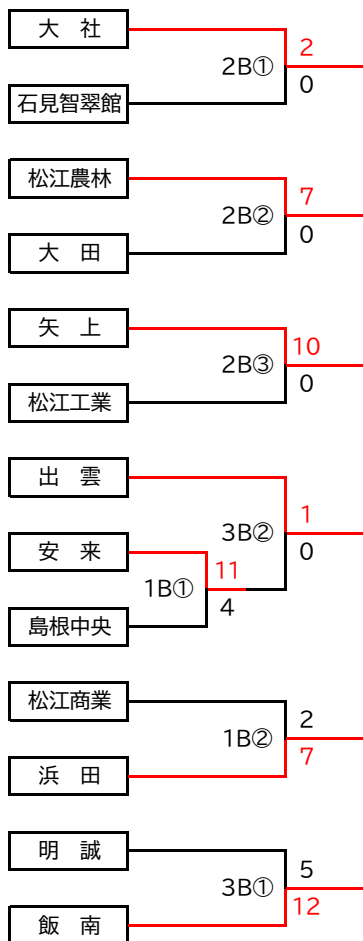 大　社
2
2B①
0
石見智翠館
松江農林
7
2B②
0
大　田
矢　上
10
2B③
0
松江工業
出　雲
1
3B②
0
安　来
11
1B①
4
島根中央
松江商業
2
1B②
7
浜　田
明　誠
5
3B①
12
飯　南